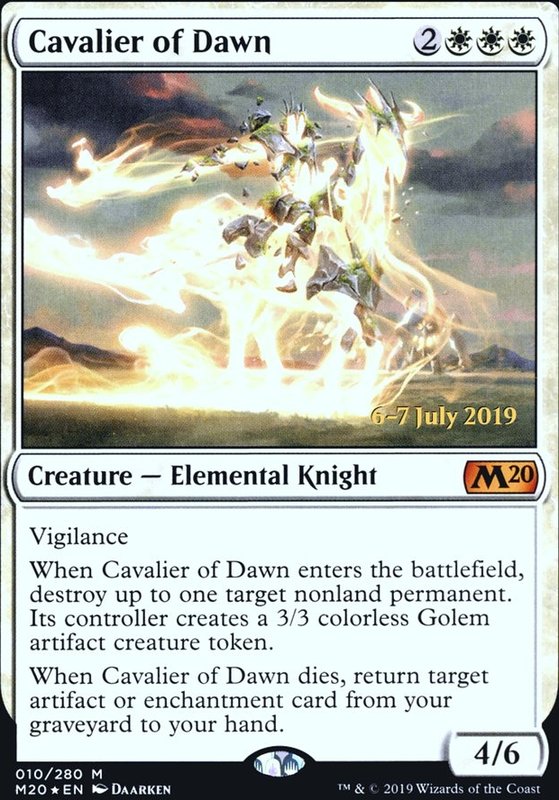 Cavalier of Dawn 2
6–7 July 2019
Creature — Elemental Knight M20
Vigilance
When Cavalier of Dawn enters the battlefield,
destroy up to one target nonland permanent.
Its controller creates a 3/3 colorless Golem
artifact creature token.
When Cavalier of Dawn dies, return target
artifact or enchantment card from your
graveyard to your hand.
4/6
010/280 M
M20★EN Daarken ™ & © 2019 Wizards of the Coast